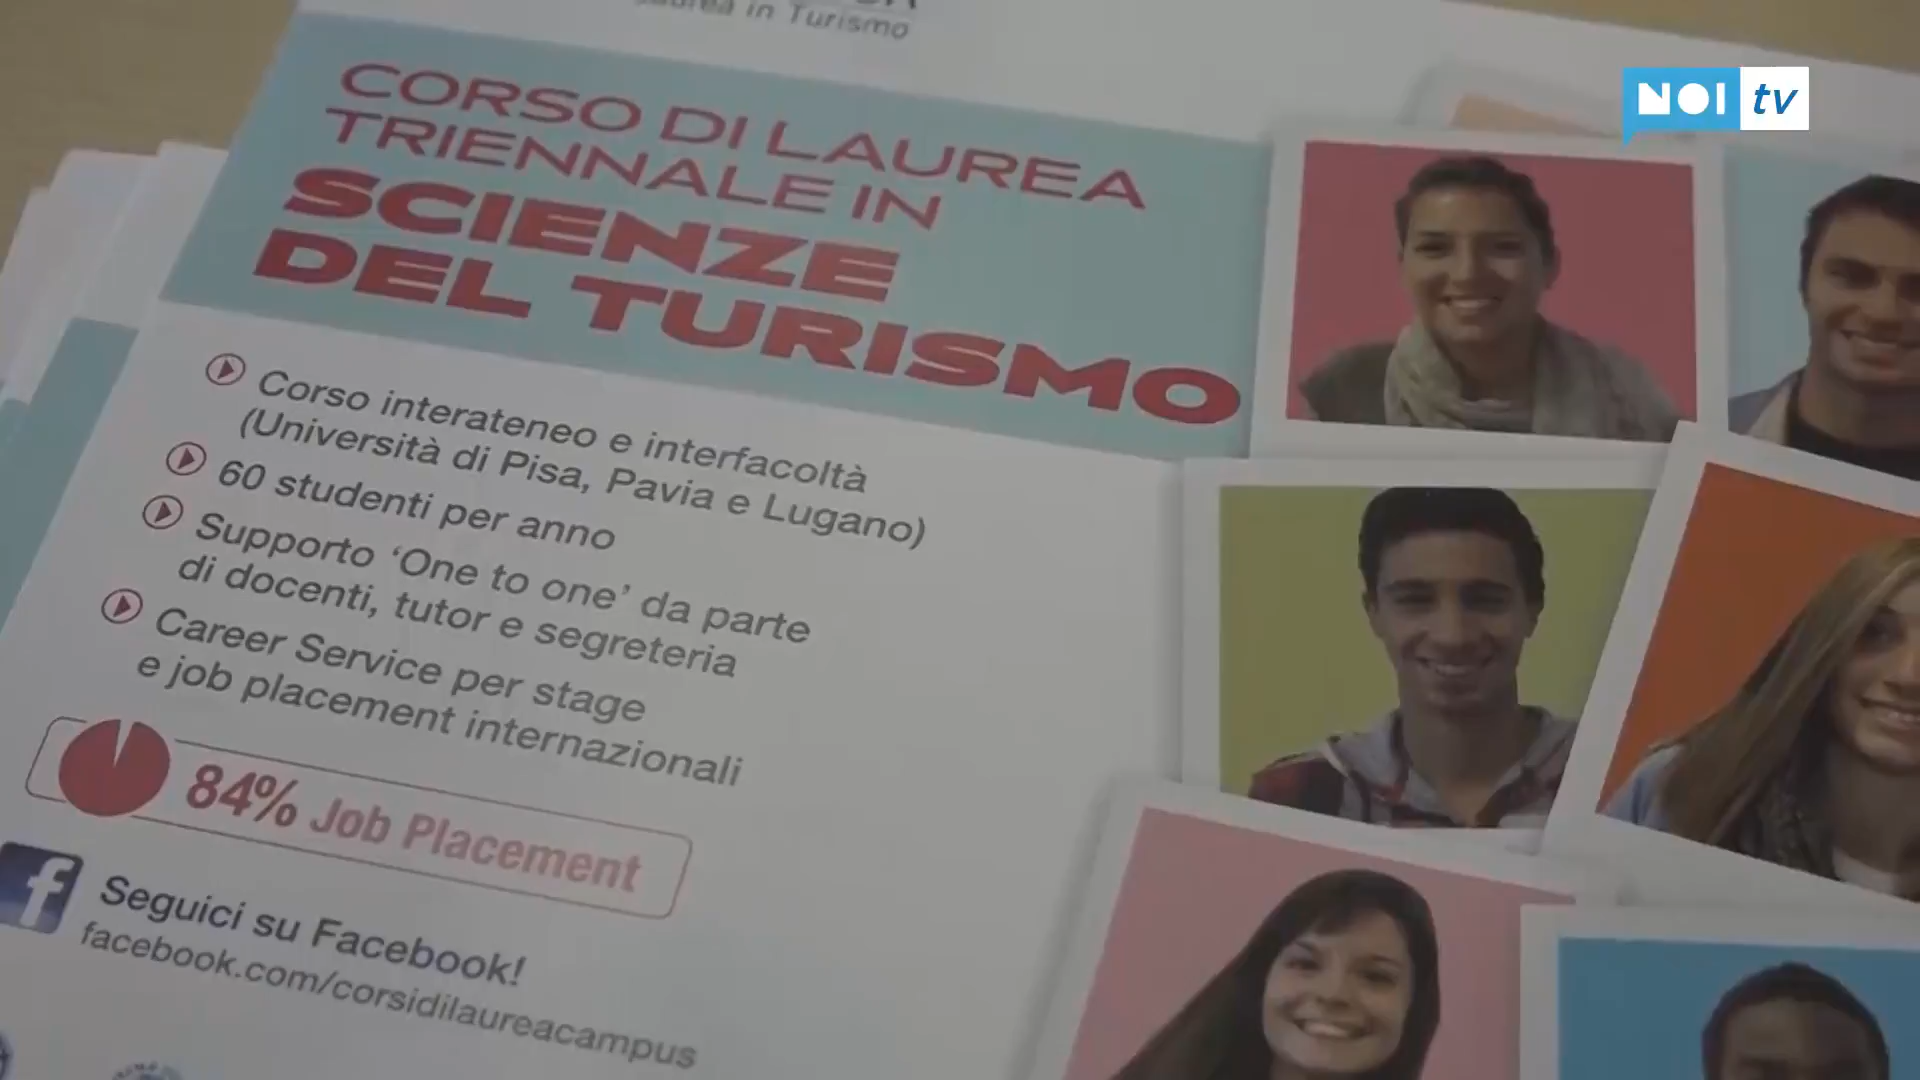 Laurea in Turismo
NOI tv
CORSO DI LAUREA
TRIENNALE IN
SCIENZE
DEL TURISMO
Corso interateneo e interfacoltà
(Università di Pisa, Pavia e Lugano)
60 studenti per anno
Supporto ‘One to one’ da parte
di docenti, tutor e segreteria
Career Service per stage
e job placement internazionali
84% Job Placement
f
Seguici su Facebook!
facebook.com/corsidilaureacampus